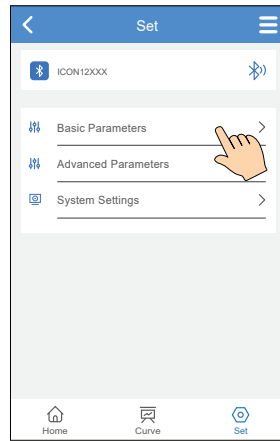 Set
ICON12XXX
Basic Parameters
Advanced Parameters
System Settings
Home Curve Set